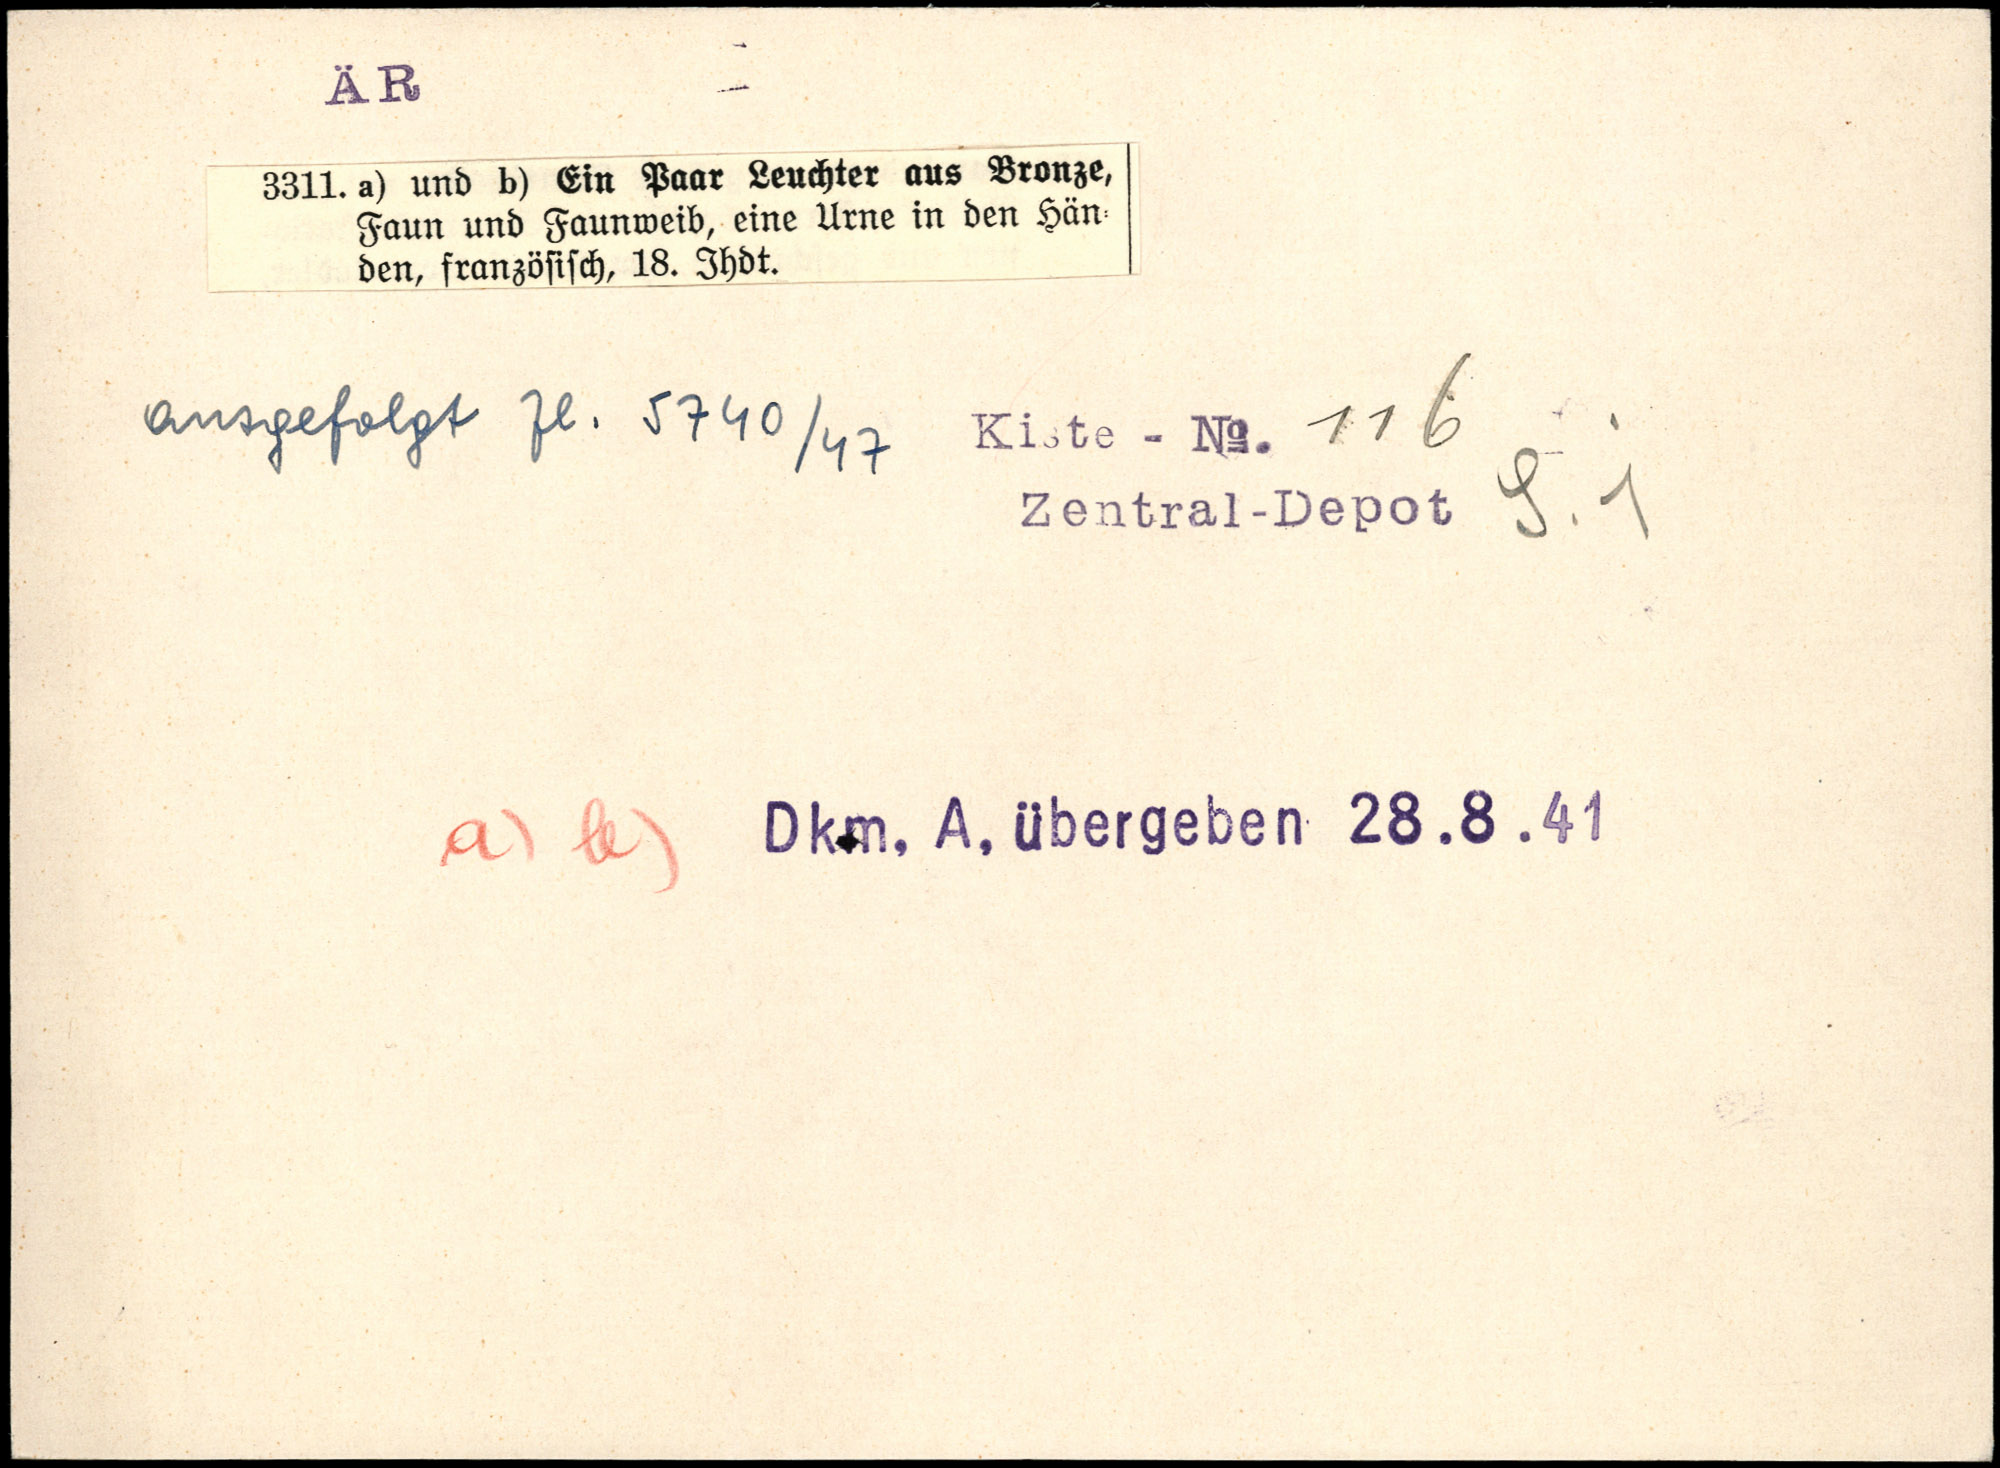 ÄR
3311. a) und b) Ein Paar Leuchter aus Bronze,
Faun und Faunweib, eine Urne in den Hän-
den, französisch, 18. Jhdt.
ausgefolgt Zl. 5740/47
Kiste - No. 116
Zentral-Depot S. 1
a) b) Dkm. A. übergeben 28.8.41